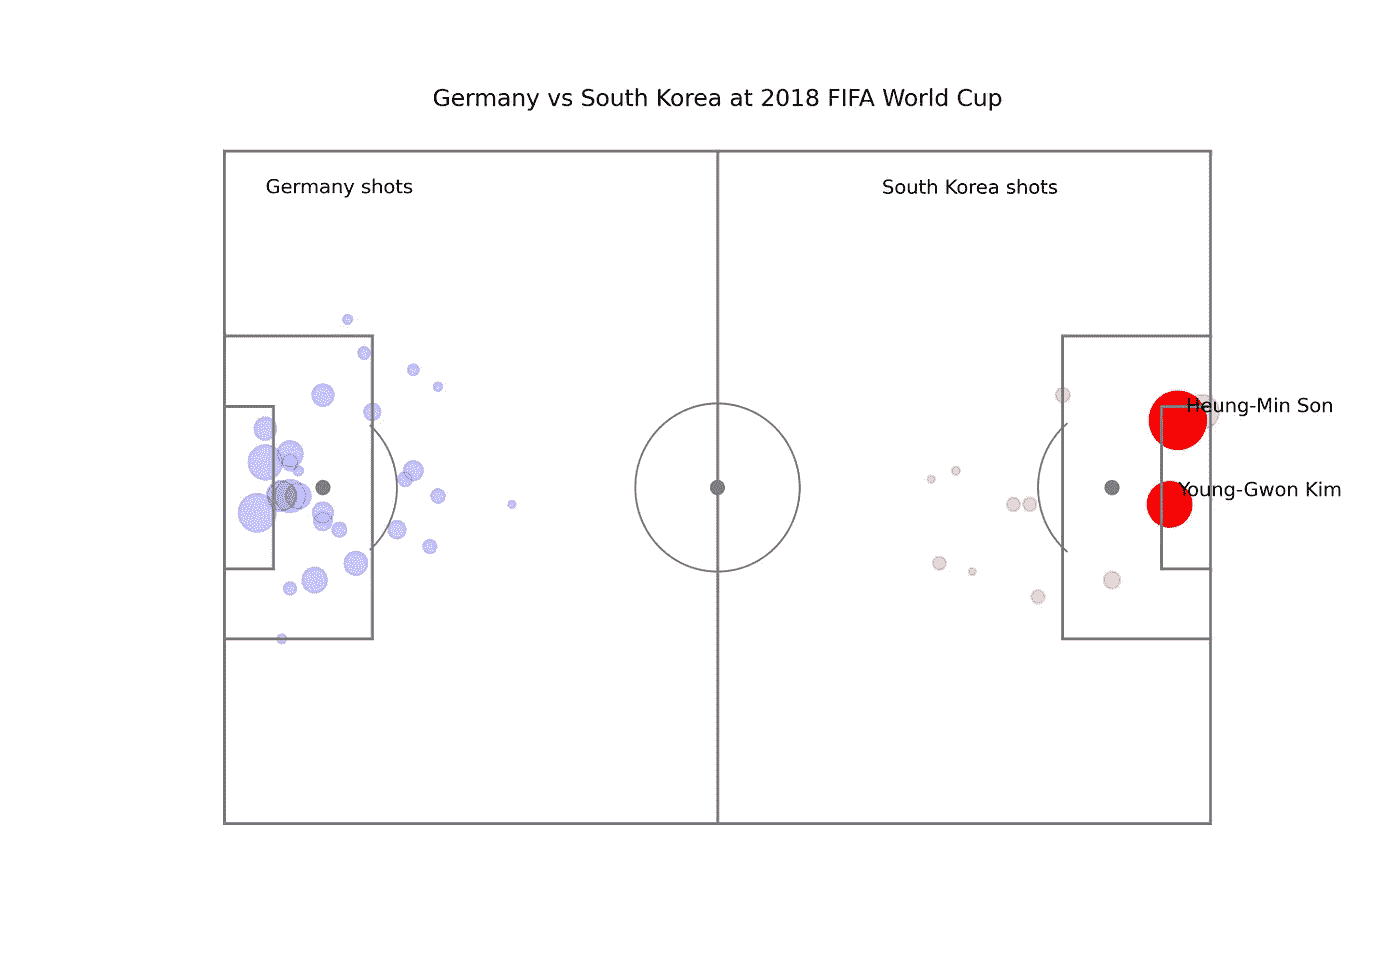 Germany vs South Korea at 2018 FIFA World Cup
Germany shots
South Korea shots
Heung-Min Son
Young-Gwon Kim